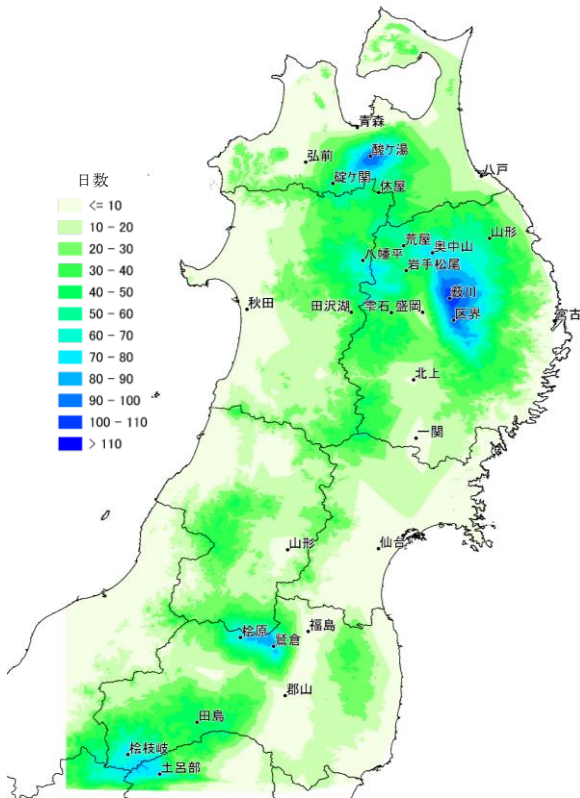 青森
酸ケ湯
弘前
碇ケ関
休屋
八戸
日数
<= 10
10 - 20
20 - 30
30 - 40
40 - 50
50 - 60
60 - 70
70 - 80
80 - 90
90 - 100
100 - 110
> 110
荒屋
奥中山
山形
八幡平
岩手松尾
薮川
区界
宮古
秋田
田沢湖
雫石
盛岡
北上
一関
山形
仙台
桧原
鷲倉
福島
郡山
田島
桧枝岐
土呂部